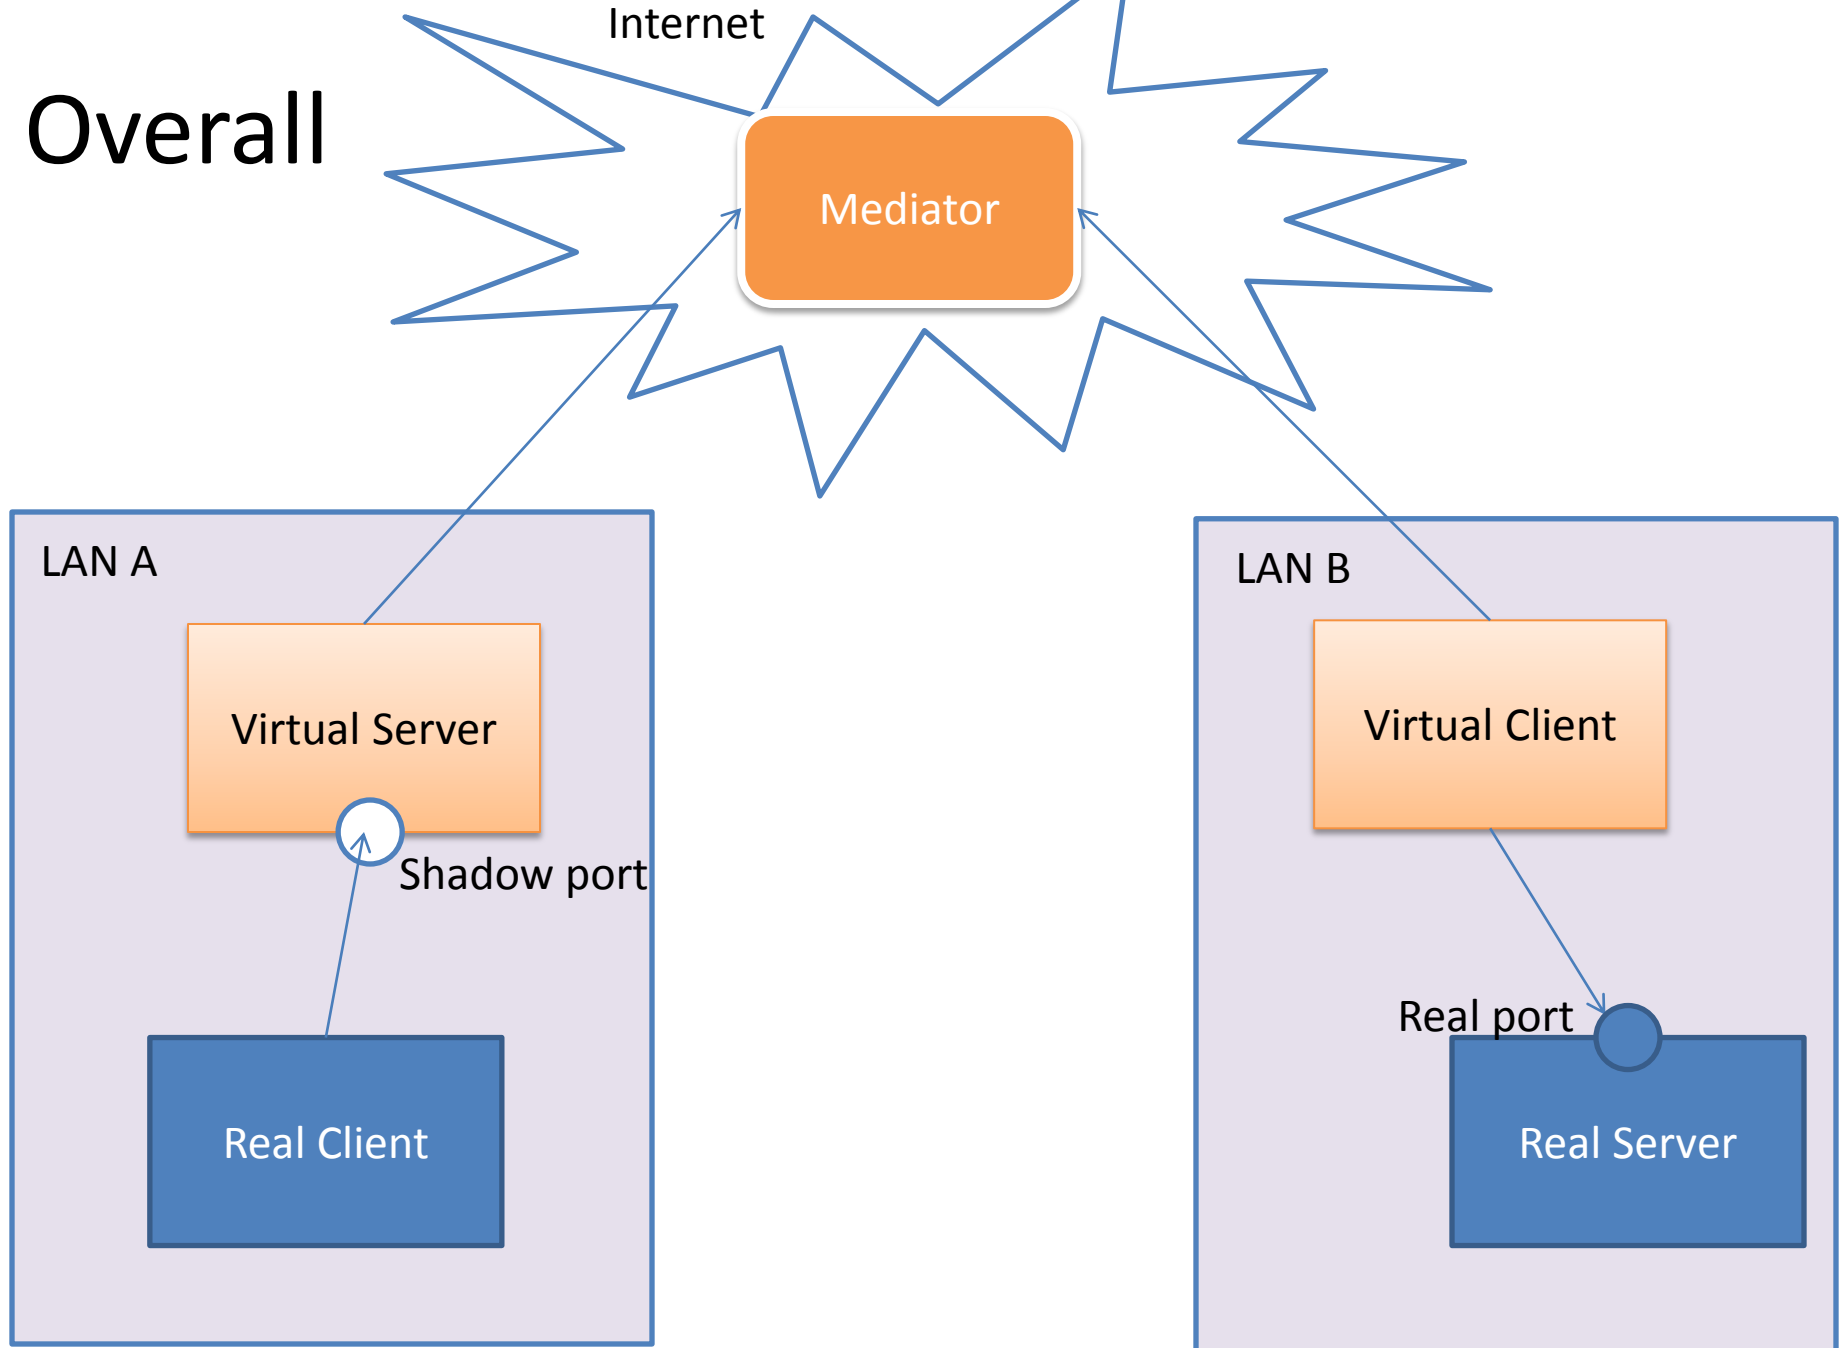 Internet
Overall
Mediator
LAN A
LAN B
Virtual Server
Virtual Client
Shadow port
Real port
Real Client
Real Server